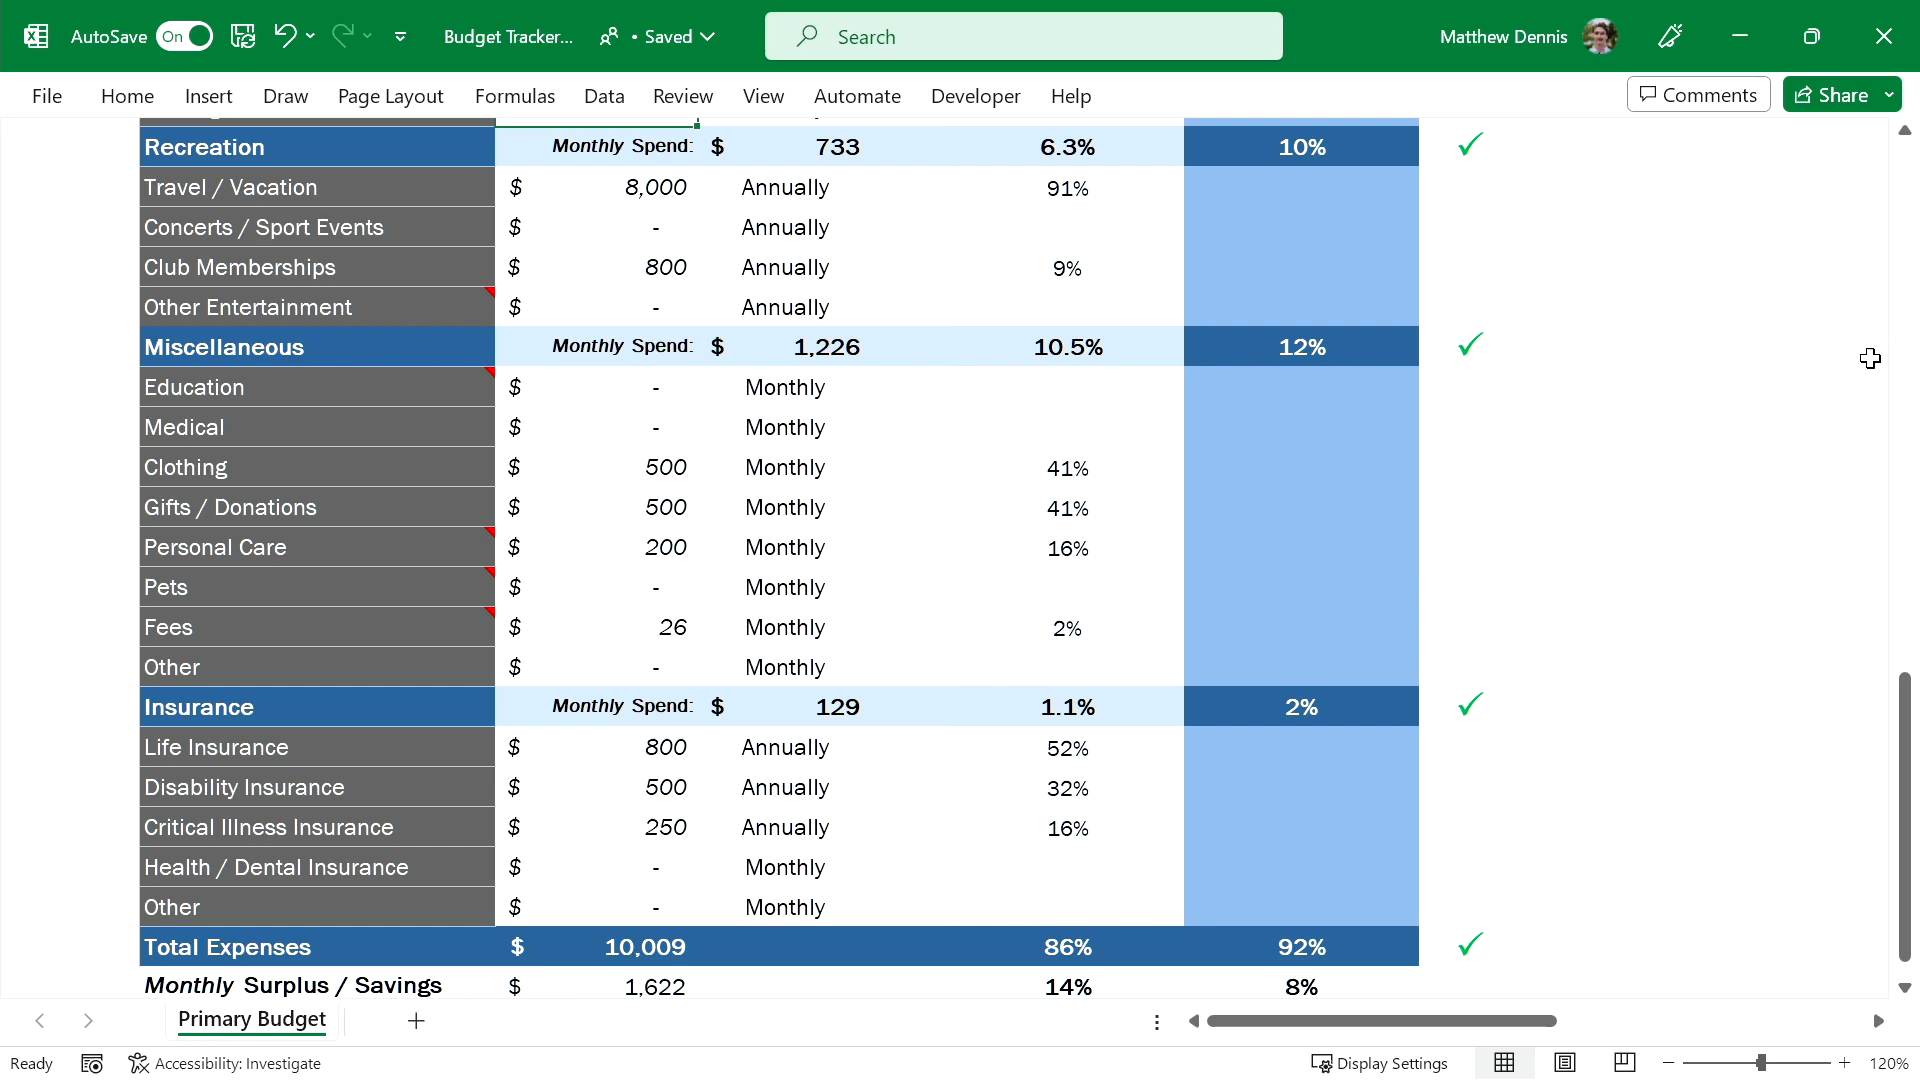 AutoSave On Budget Tracker... • Saved Search Matthew Dennis
File Home Insert Draw Page Layout Formulas Data Review View Automate Developer Help Comments Share
Recreation Monthly Spend: $ 733 6.3% 10% ✓
Travel / Vacation $ 8,000 Annually 91%
Concerts / Sport Events $ - Annually
Club Memberships $ 800 Annually 9%
Other Entertainment $ - Annually
Miscellaneous Monthly Spend: $ 1,226 10.5% 12% ✓
Education $ - Monthly
Medical $ - Monthly
Clothing $ 500 Monthly 41%
Gifts / Donations $ 500 Monthly 41%
Personal Care $ 200 Monthly 16%
Pets $ - Monthly
Fees $ 26 Monthly 2%
Other $ - Monthly
Insurance Monthly Spend: $ 129 1.1% 2% ✓
Life Insurance $ 800 Annually 52%
Disability Insurance $ 500 Annually 32%
Critical Illness Insurance $ 250 Annually 16%
Health / Dental Insurance $ - Monthly
Other $ - Monthly
Total Expenses $ 10,009 86% 92% ✓
Monthly Surplus / Savings $ 1,622 14% 8%
Primary Budget
Ready Accessibility: Investigate Display Settings 120%